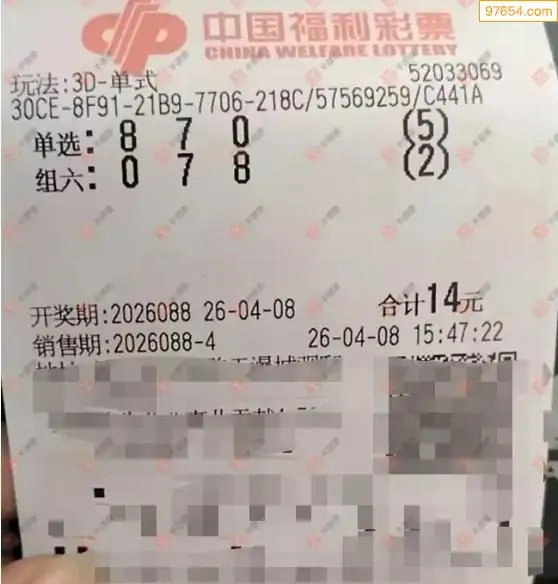 97654.com
中国福利彩票
CHINA WELFARE LOTTERY
玩法:3D-单式 52033069
30CE-8F91-21B9-7706-218C/57569259/C441A
单选: 8 7 0 (5)
组六: 0 7 8 (2)
开奖期:2026088 26-04-08 合计14元
销售期:2026088-4 26-04-08 15:47:22